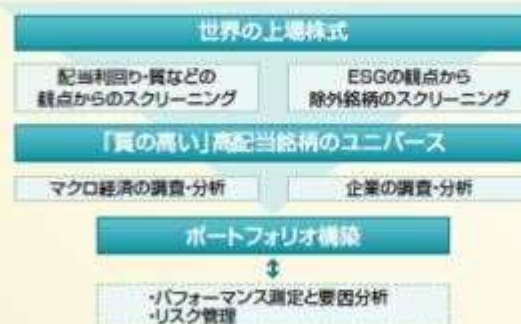 世界の上場株式
配当利回り・質などの
観点からのスクリーニング
ESGの観点から
除外銘柄のスクリーニング
「質の高い」高配当銘柄のユニバース
マクロ経済の調査・分析
企業の調査・分析
ポートフォリオ構築
・パフォーマンス測定と要因分析
・リスク管理